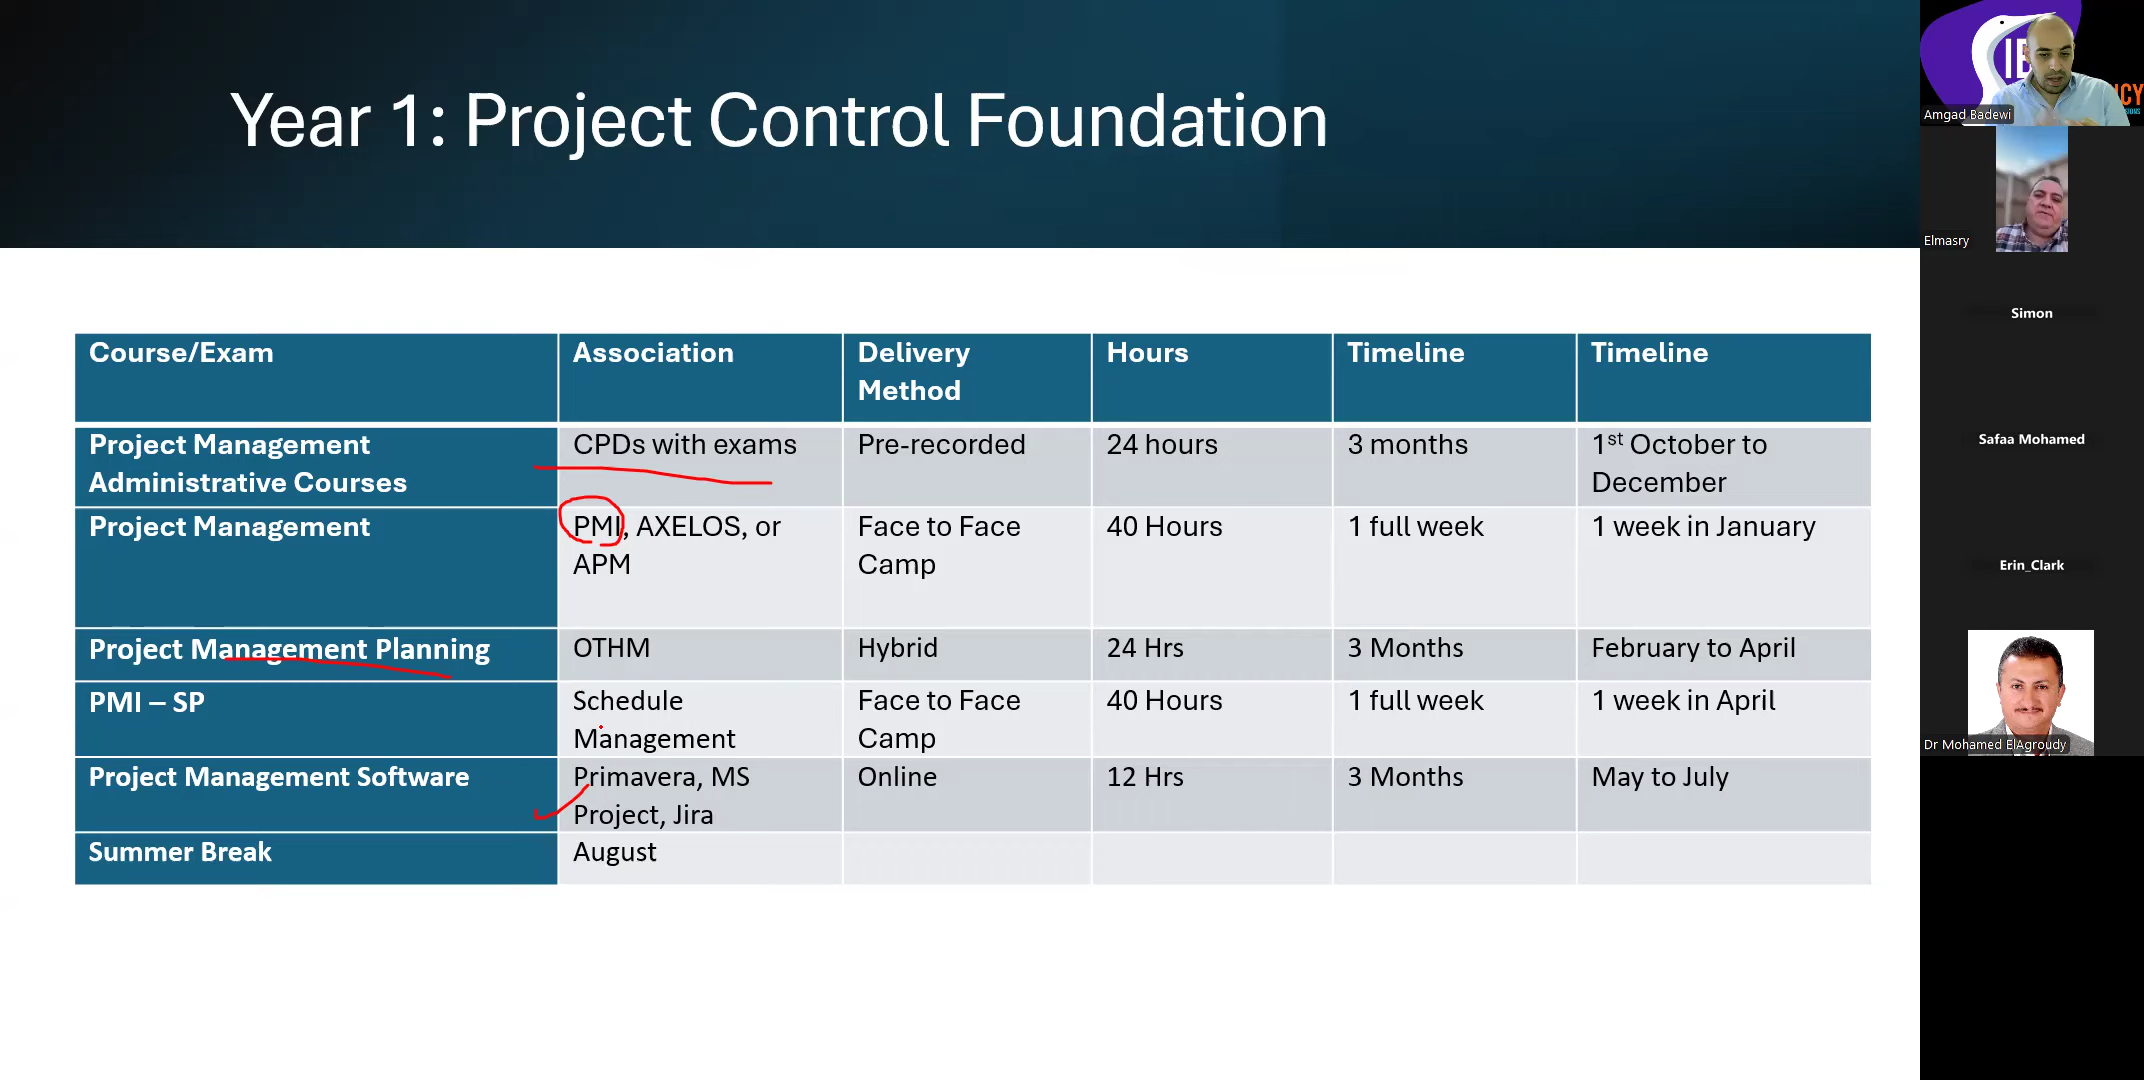 Year 1: Project Control Foundation
Course/Exam
Association
Delivery
Method
Hours
Timeline
Timeline
Project Management
Administrative Courses
CPDs with exams
Pre-recorded
24 hours
3 months
1st October to
December
Project Management
PMI, AXELOS, or
APM
Face to Face
Camp
40 Hours
1 full week
1 week in January
Project Management Planning
OTHM
Hybrid
24 Hrs
3 Months
February to April
PMI – SP
Schedule
Management
Face to Face
Camp
40 Hours
1 full week
1 week in April
Project Management Software
Primavera, MS
Project, Jira
Online
12 Hrs
3 Months
May to July
Summer Break
August
Amgad Badewi
Elmasry
Simon
Safaa Mohamed
Erin_Clark
Dr Mohamed ElAgroudy